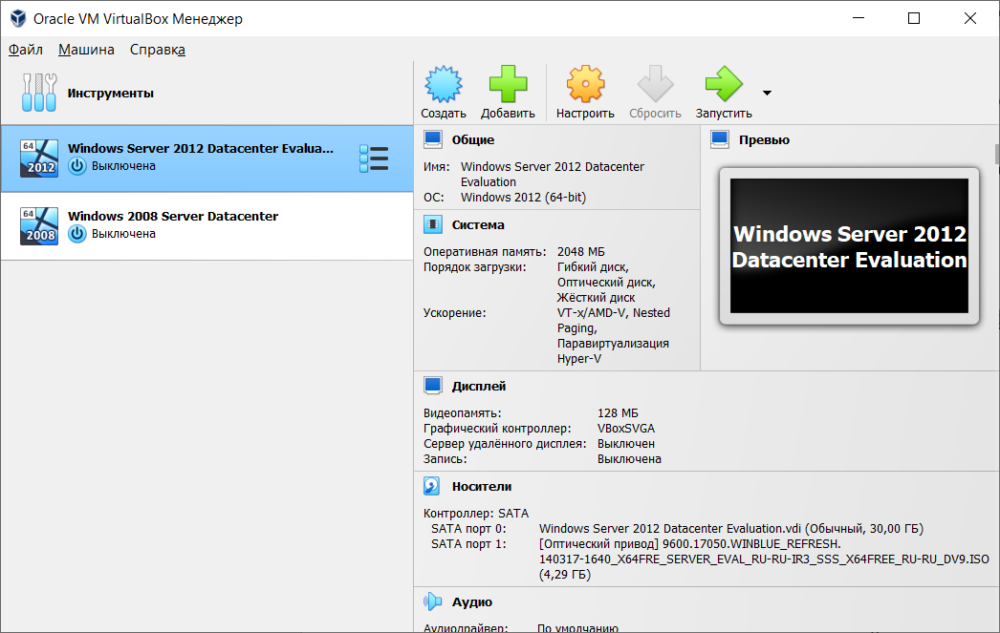 Oracle VM VirtualBox Менеджер
Файл Машина Справка
Инструменты
Создать Добавить Настроить Сбросить Запустить
64
2012
Windows Server 2012 Datacenter Evalua...
Выключена
64
2008
Windows 2008 Server Datacenter
Выключена
Общие
Имя: Windows Server 2012 Datacenter
Evaluation
ОС: Windows 2012 (64-bit)
Превью
Windows Server 2012
Datacenter Evaluation
Система
Оперативная память: 2048 МБ
Порядок загрузки: Гибкий диск,
Оптический диск,
Жёсткий диск
Ускорение: VT-x/AMD-V, Nested
Paging,
Паравиртуализация
Hyper-V
Дисплей
Видеопамять: 128 МБ
Графический контроллер: VBoxSVGA
Сервер удалённого дисплея: Выключен
Запись: Выключена
Носители
Контроллер: SATA
SATA порт 0: Windows Server 2012 Datacenter Evaluation.vdi (Обычный, 30,00 ГБ)
SATA порт 1: [Оптический привод] 9600.17050.WINBLUE_REFRESH.
140317-1640_X64FRE_SERVER_EVAL_RU-RU-IR3_SSS_X64FREE_RU-RU_DV9.ISO
(4,29 ГБ)
Аудио
Аудиодрайвер: По умолчанию